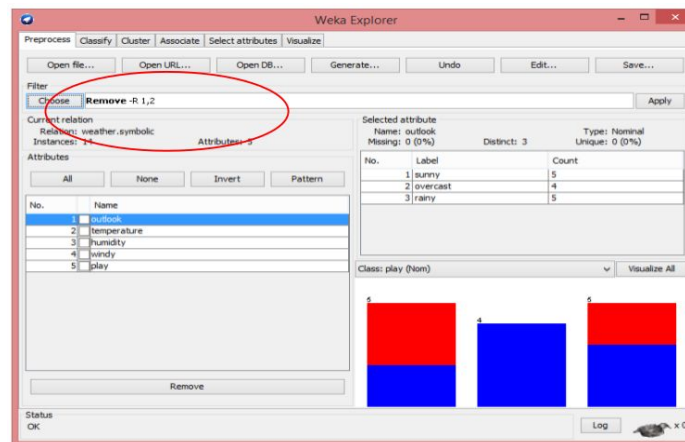 Weka Explorer
Preprocess Classify Cluster Associate Select attributes Visualize
Open file... Open URL... Open DB... Generate... Undo Edit... Save...
Filter
Choose Remove -R 1,2 Apply
Current relation
Relation: weather.symbolic
Instances: 14 Attributes: 5
Attributes
All None Invert Pattern
No. Name
1 outlook
2 temperature
3 humidity
4 windy
5 play
Remove
Selected attribute
Name: outlook Type: Nominal
Missing: 0 (0%) Distinct: 3 Unique: 0 (0%)
No. Label Count
1 sunny 5
2 overcast 4
3 rainy 5
Class: play (Nom) Visualize All
5 4 5
Status
OK Log x 0